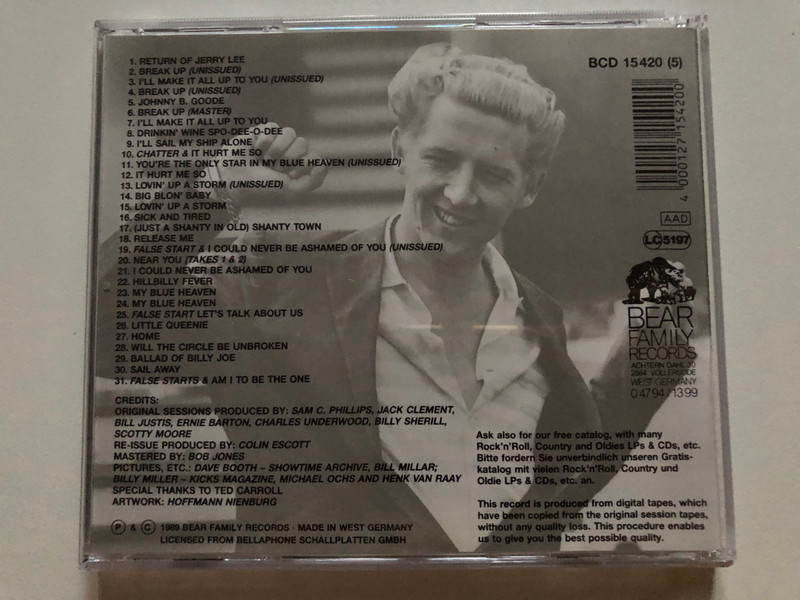 1. RETURN OF JERRY LEE
2. BREAK UP (UNISSUED)
3. I'LL MAKE IT ALL UP TO YOU (UNISSUED)
4. BREAK UP (UNISSUED)
5. JOHNNY B. GOODE
6. BREAK UP (MASTER)
7. I'LL MAKE IT ALL UP TO YOU
8. DRINKIN' WINE SPO-DEE-O-DEE
9. I'LL SAIL MY SHIP ALONE
10. CHATTER & IT HURT ME SO
11. YOU'RE THE ONLY STAR IN MY BLUE HEAVEN (UNISSUED)
12. IT HURT ME SO
13. LOVIN' UP A STORM (UNISSUED)
14. BIG BLON' BABY
15. LOVIN' UP A STORM
16. SICK AND TIRED
17. (JUST A SHANTY IN OLD) SHANTY TOWN
18. RELEASE ME
19. FALSE START & I COULD NEVER BE ASHAMED OF YOU (UNISSUED)
20. NEAR YOU (TAKES 1 & 2)
21. I COULD NEVER BE ASHAMED OF YOU
22. HILLBILLY FEVER
23. MY BLUE HEAVEN
24. MY BLUE HEAVEN
25. FALSE START LET'S TALK ABOUT US
26. LITTLE QUEENIE
27. HOME
28. WILL THE CIRCLE BE UNBROKEN
29. BALLAD OF BILLY JOE
30. SAIL AWAY
31. FALSE STARTS & AM I TO BE THE ONE
CREDITS:
ORIGINAL SESSIONS PRODUCED BY: SAM C. PHILLIPS, JACK CLEMENT,
BILL JUSTIS, ERNIE BARTON, CHARLES UNDERWOOD, BILLY SHERILL,
SCOTTY MOORE
RE-ISSUE PRODUCED BY: COLIN ESCOTT
MASTERED BY: BOB JONES
PICTURES, ETC.: DAVE BOOTH – SHOWTIME ARCHIVE, BILL MILLAR;
BILLY MILLER – KICKS MAGAZINE, MICHAEL OCHS AND HENK VAN RAAY
SPECIAL THANKS TO TED CARROLL
ARTWORK: HOFFMANN NIENBURG
Ⓟ & © 1989 BEAR FAMILY RECORDS · MADE IN WEST GERMANY
LICENSED FROM BELLAPHONE SCHALLPLATTEN GMBH
BCD 15420 (5)
4 000127 154200
AAD
LC 5197
BEAR
FAMILY
RECORDS
ACHTERN DAHL 30
2864 VOLLERSODE
WEST GERMANY
0 47 94 / 13 99
Ask also for our free catalog, with many
Rock'n'Roll, Country and Oldies LPs & CDs, etc.
Bitte fordern Sie unverbindlich unseren Gratis-
katalog mit vielen Rock'n'Roll, Country und
Oldie LPs & CDs, etc. an.
This record is produced from digital tapes, which
have been copied from the original session tapes,
without any quality loss. This procedure enables
us to give you the best possible quality.